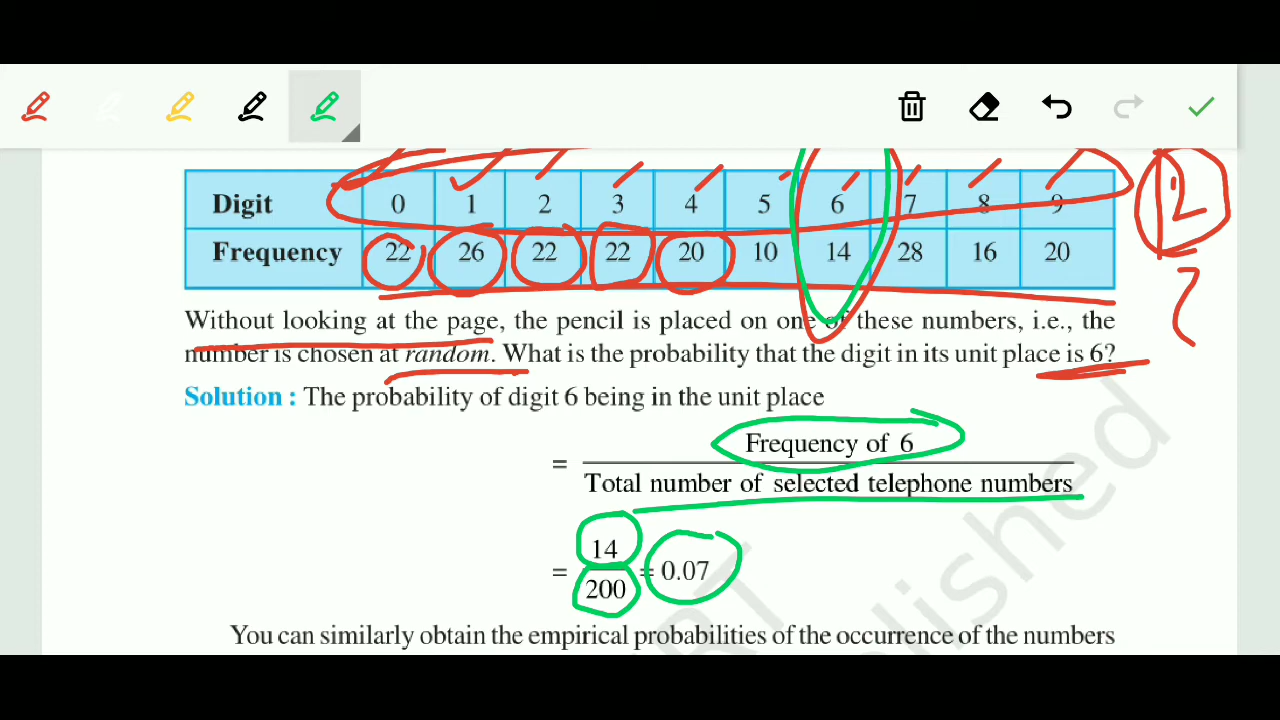 Digit 0 1 2 3 4 5 6 7 8 9
Frequency 22 26 22 22 20 10 14 28 16 20
Without looking at the page, the pencil is placed on one of these numbers, i.e., the
number is chosen at random. What is the probability that the digit in its unit place is 6?
Solution : The probability of digit 6 being in the unit place
= Frequency of 6
Total number of selected telephone numbers
= 14
200
= 0.07
You can similarly obtain the empirical probabilities of the occurrence of the numbers